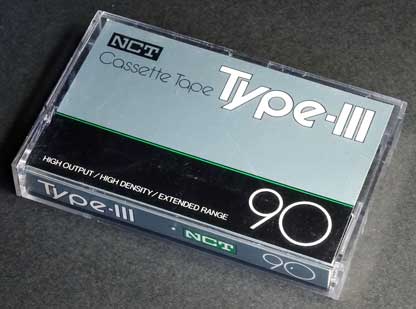 NCT
Cassette Tape Type-III
HIGH OUTPUT/HIGH DENSITY/EXTENDED RANGE 90
Type-III NCT 90